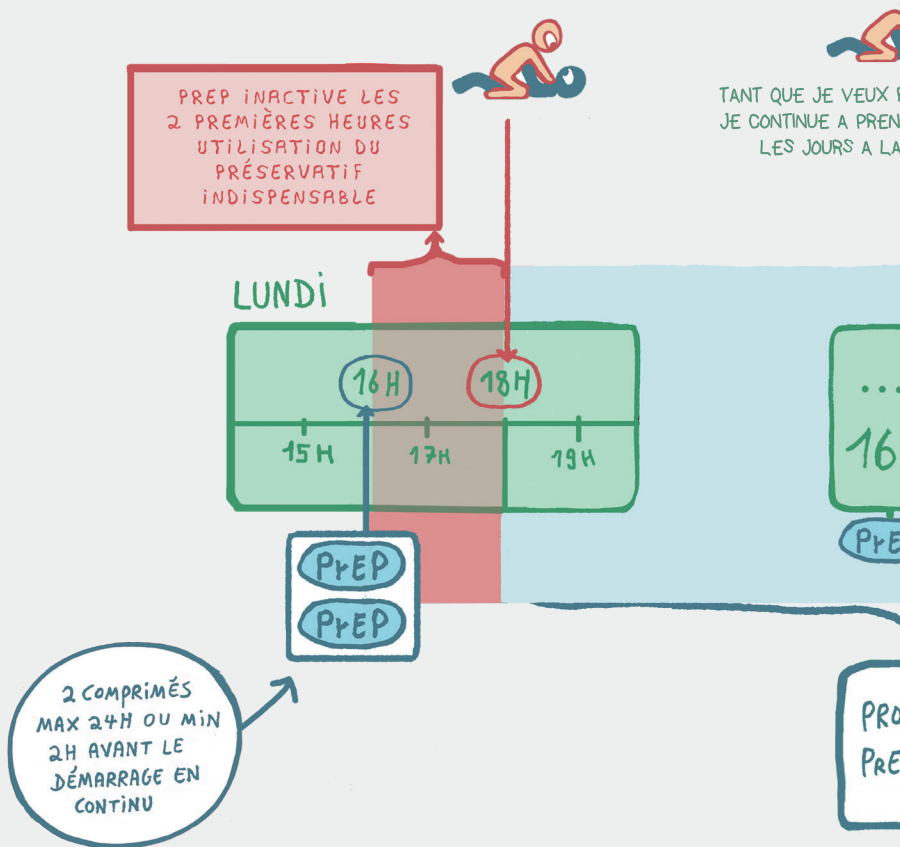 PREP INACTIVE LES
2 PREMIÈRES HEURES
UTILISATION DU
PRÉSERVATIF
INDISPENSABLE
TANT QUE JE VEUX
JE CONTINUE A
LES JOURS A LA
LUNDI
16H
18H
15H
17H
19H
...
16
PrEP
PrEP
2 COMPRIMÉS
MAX 24H OU MIN
2H AVANT LE
DÉMARRAGE EN
CONTINU